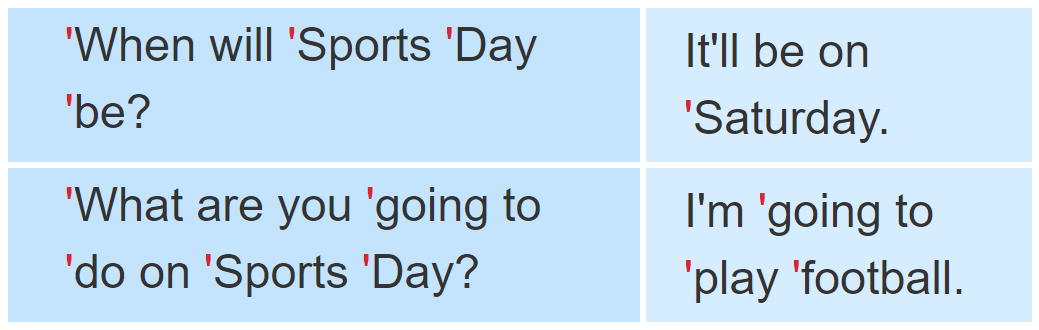 'When will 'Sports 'Day
'be?
It'll be on
'Saturday.
'What are you 'going to
'do on 'Sports 'Day?
I'm 'going to
'play 'football.